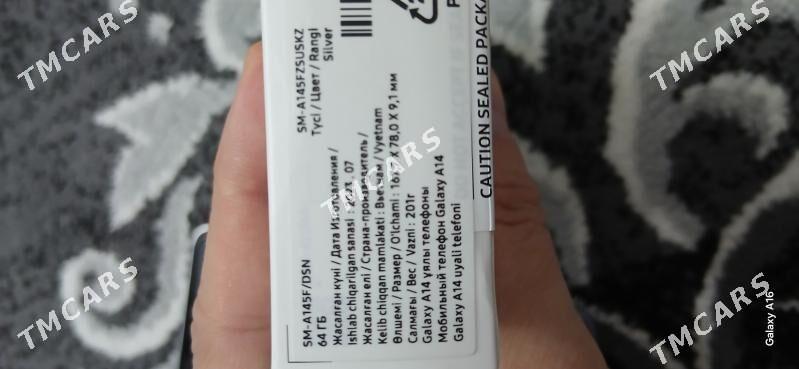 SM-A145F/DSN
SM-A145FZSUSKZ
64 ГБ
Түсі / Цвет / Rangi
Silver
Жасалған күні / Дата Изготовления /
Ishlab chiqarilgan sanasi : 2023. 07
Жасалған елі / Страна-производитель /
Kelib chiqqan mamlakati : Вьетнам / Vyetnam
Өлшемі / Размер / O'lchami : 167,7 X 78,0 X 9,1 мм
Салмағы / Вес / Vazni : 201г
Galaxy A14 ұялы телефоны
Мобильный телефон Galaxy A14
Galaxy A14 uyali telefoni
CAUTION SEALED PACKA
TMCARS
TMCARS
TMCARS
TMCARS
TMCARS
TMCARS
TMCARS
Galaxy A16